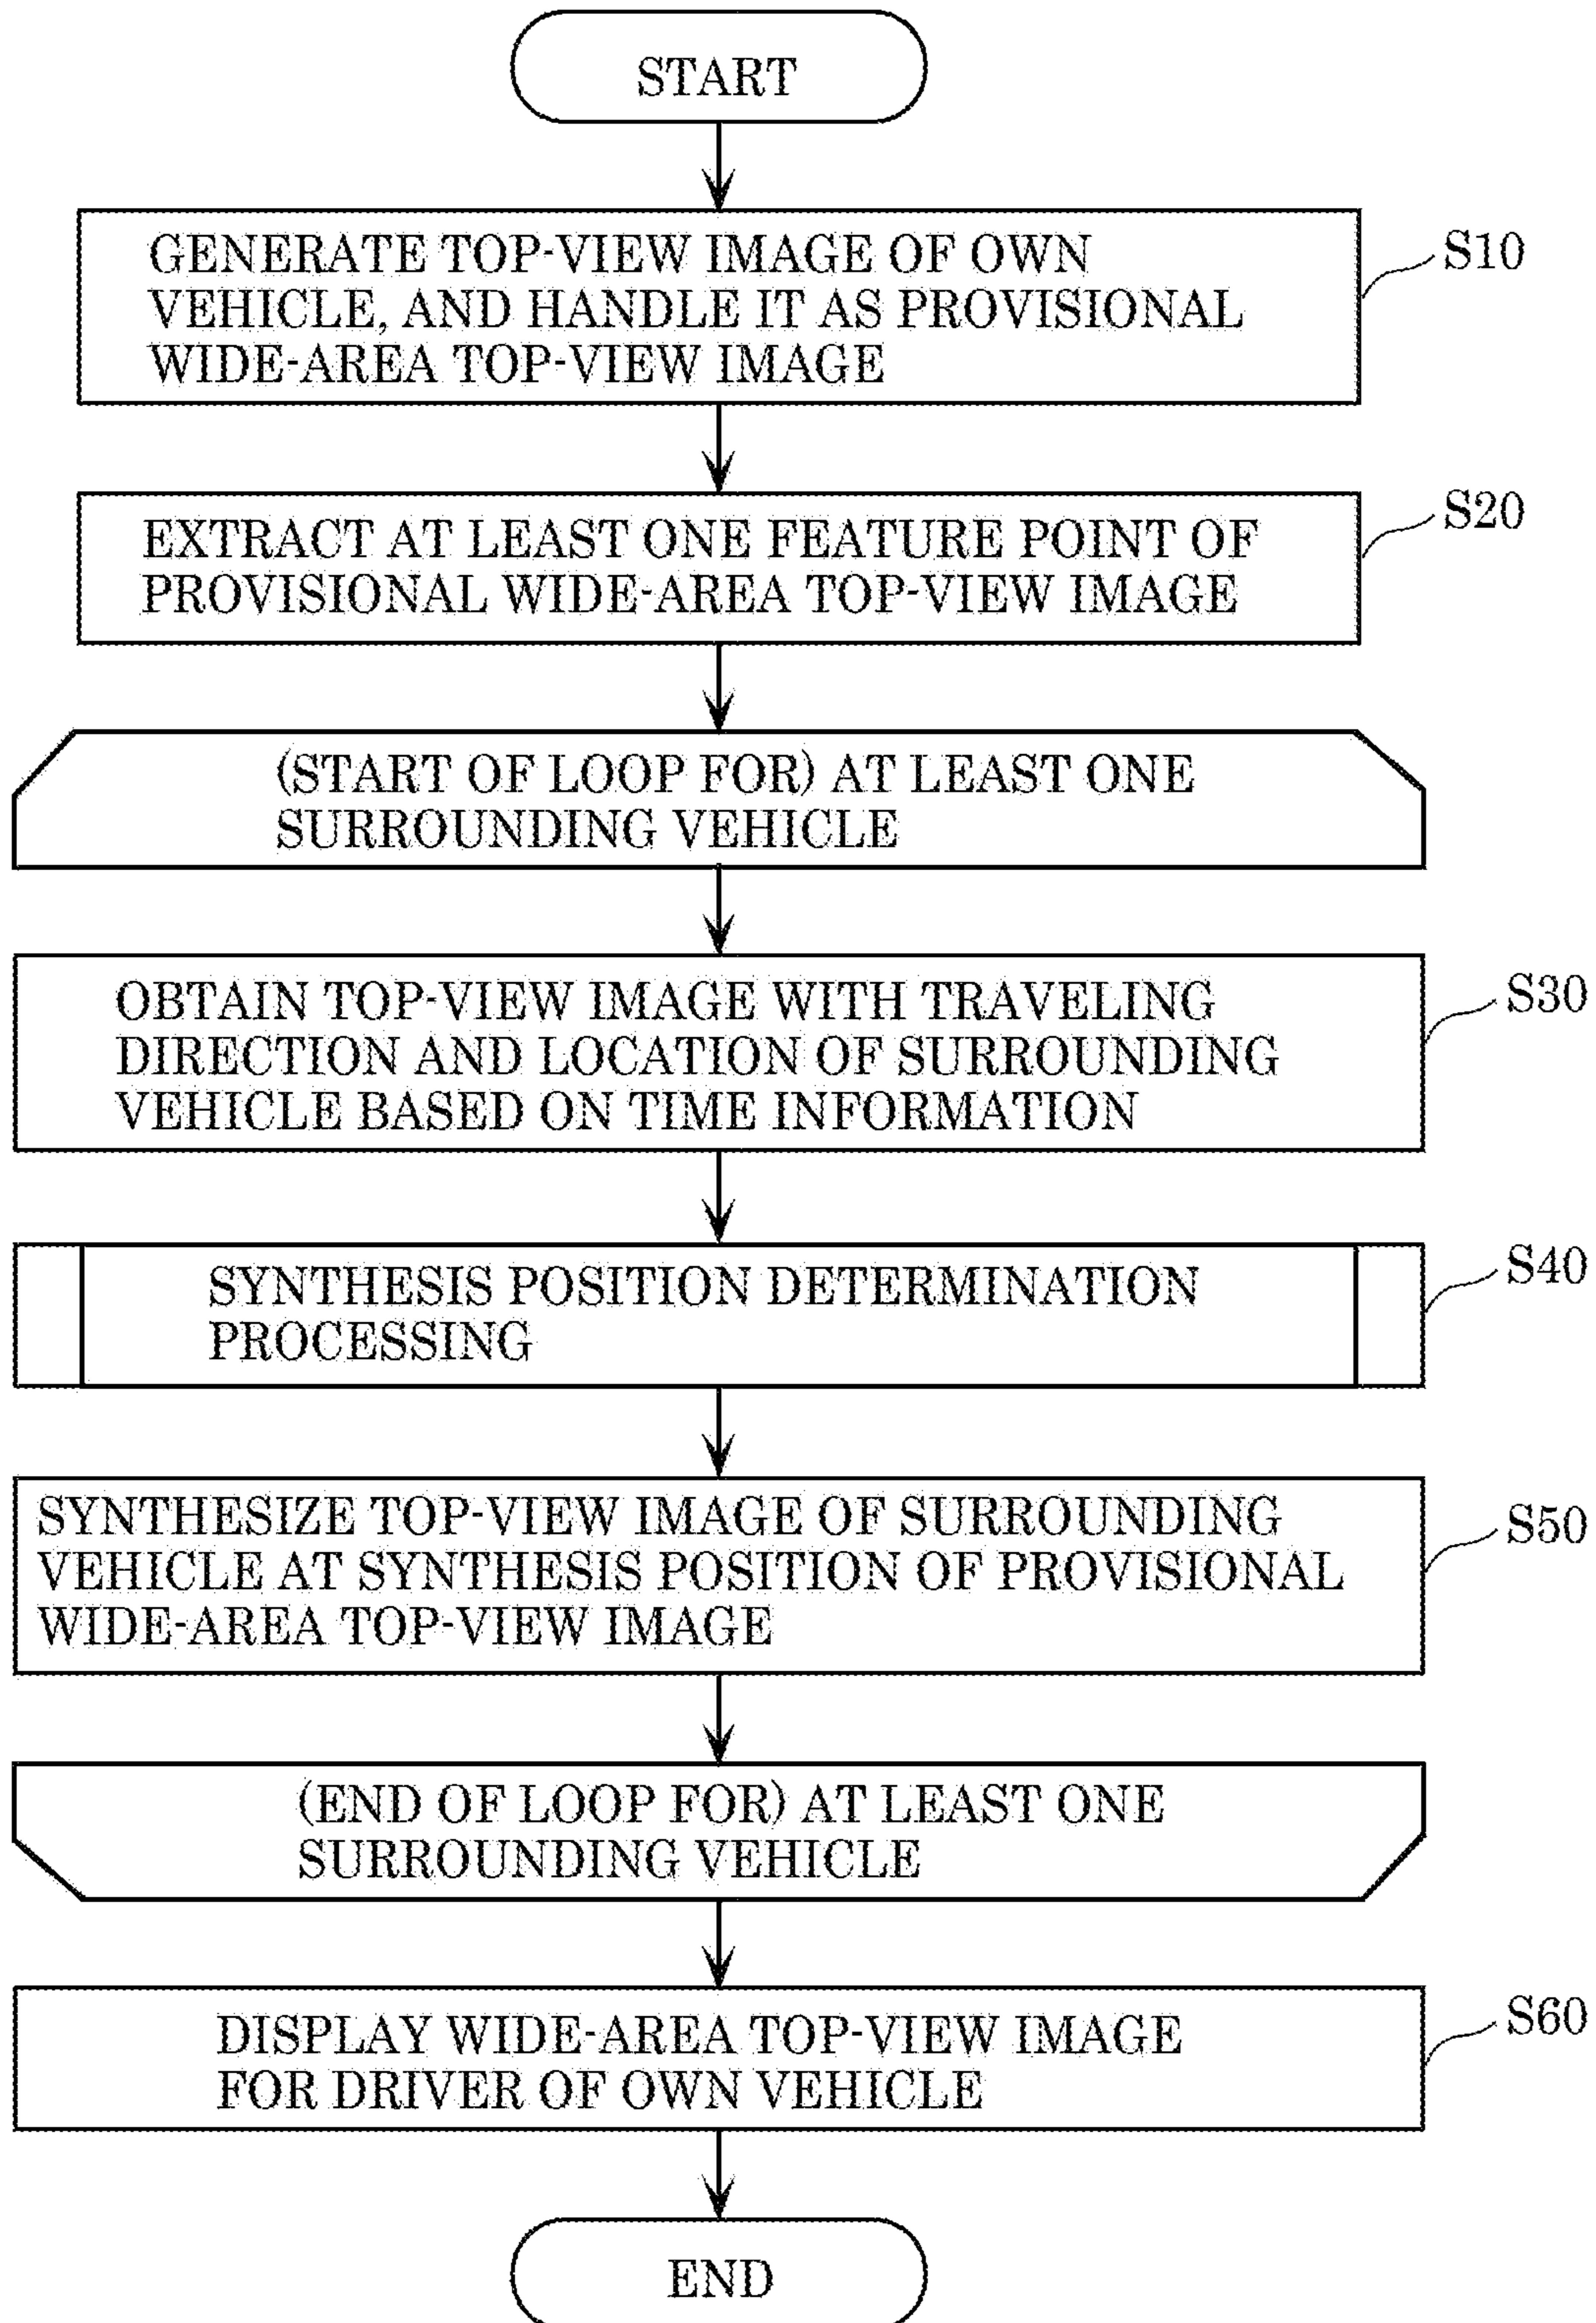 START
GENERATE TOP-VIEW IMAGE OF OWN
VEHICLE, AND HANDLE IT AS PROVISIONAL
WIDE-AREA TOP-VIEW IMAGE
S10
EXTRACT AT LEAST ONE FEATURE POINT OF
PROVISIONAL WIDE-AREA TOP-VIEW IMAGE
S20
(START OF LOOP FOR) AT LEAST ONE
SURROUNDING VEHICLE
OBTAIN TOP-VIEW IMAGE WITH TRAVELING
DIRECTION AND LOCATION OF SURROUNDING
VEHICLE BASED ON TIME INFORMATION
S30
SYNTHESIS POSITION DETERMINATION
PROCESSING
S40
SYNTHESIZE TOP-VIEW IMAGE OF SURROUNDING
VEHICLE AT SYNTHESIS POSITION OF PROVISIONAL
WIDE-AREA TOP-VIEW IMAGE
S50
(END OF LOOP FOR) AT LEAST ONE
SURROUNDING VEHICLE
DISPLAY WIDE-AREA TOP-VIEW IMAGE
FOR DRIVER OF OWN VEHICLE
S60
END